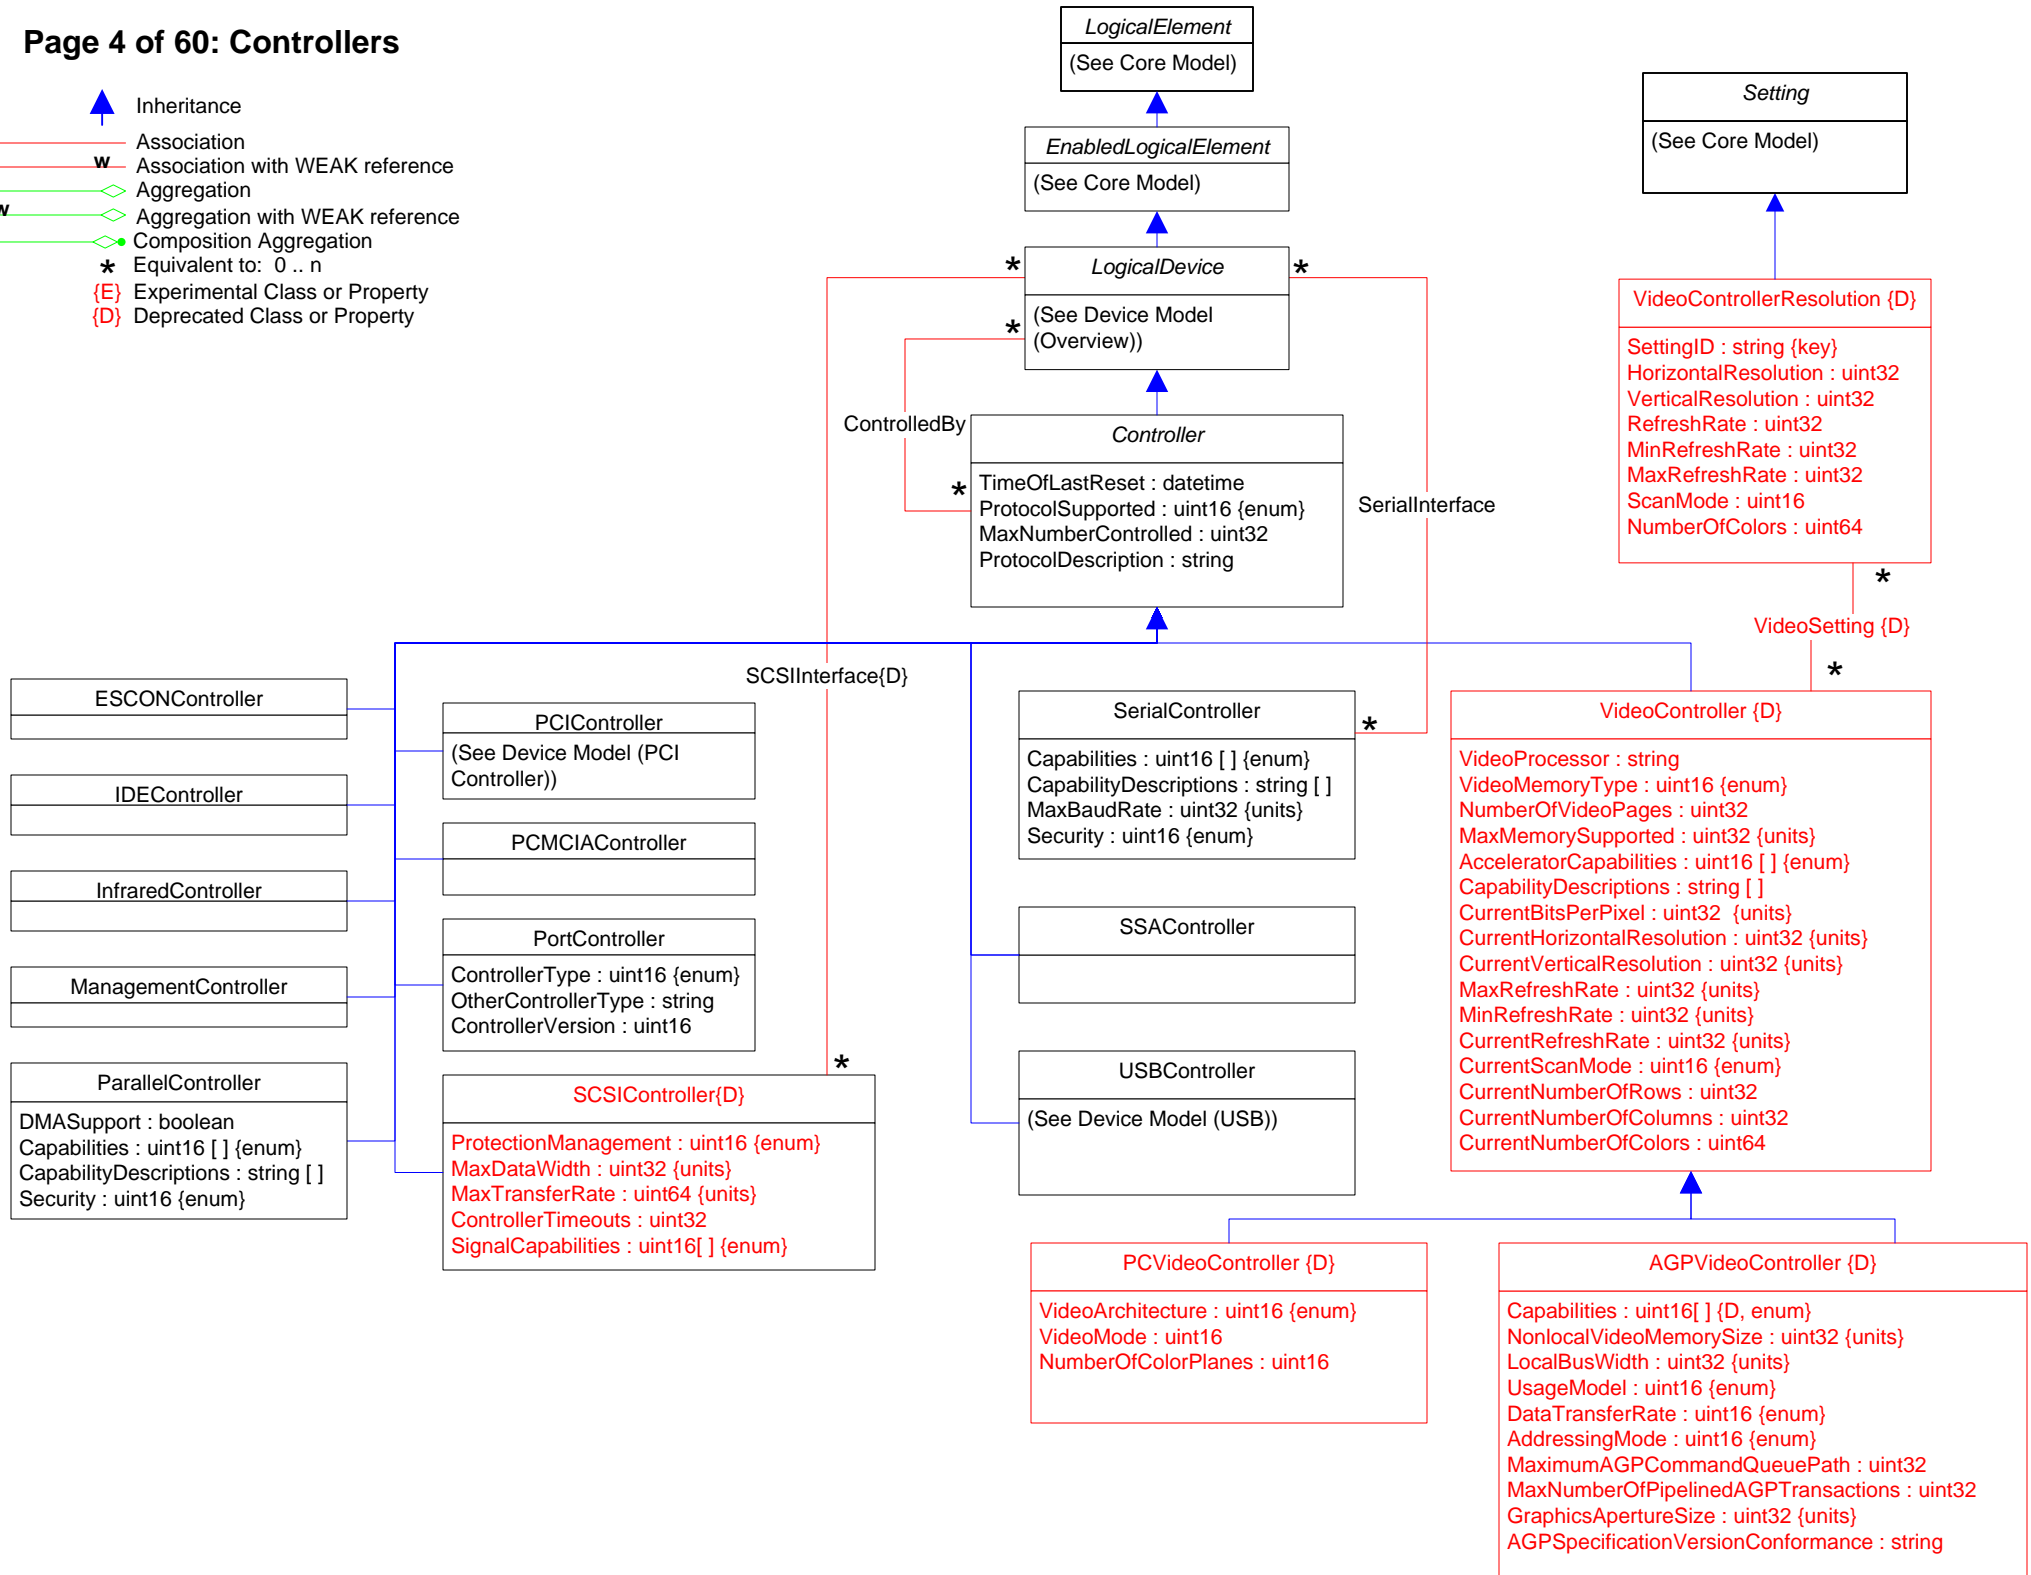 Page 4 of 60: Controllers
Inheritance
Association
w Association with WEAK reference
Aggregation
w Aggregation with WEAK reference
Composition Aggregation
* Equivalent to: 0 .. n
{E} Experimental Class or Property
{D} Deprecated Class or Property
LogicalElement
(See Core Model)
EnabledLogicalElement
(See Core Model)
* LogicalDevice *
(See Device Model
(Overview))
*
ControlledBy
Controller
TimeOfLastReset : datetime
ProtocolSupported : uint16 {enum}
MaxNumberControlled : uint32
ProtocolDescription : string
*
SerialInterface
Setting
(See Core Model)
VideoControllerResolution {D}
SettingID : string {key}
HorizontalResolution : uint32
VerticalResolution : uint32
RefreshRate : uint32
MinRefreshRate : uint32
MaxRefreshRate : uint32
ScanMode : uint16
NumberOfColors : uint64
*
VideoSetting {D}
*
SCSIInterface{D}
ESCONController
IDEController
InfraredController
ManagementController
ParallelController
DMASupport : boolean
Capabilities : uint16 [ ] {enum}
CapabilityDescriptions : string [ ]
Security : uint16 {enum}
PCIController
(See Device Model (PCI
Controller))
PCMCIAController
PortController
ControllerType : uint16 {enum}
OtherControllerType : string
ControllerVersion : uint16
*
SCSIController{D}
ProtectionManagement : uint16 {enum}
MaxDataWidth : uint32 {units}
MaxTransferRate : uint64 {units}
ControllerTimeouts : uint32
SignalCapabilities : uint16[ ] {enum}
SerialController
*
Capabilities : uint16 [ ] {enum}
CapabilityDescriptions : string [ ]
MaxBaudRate : uint32 {units}
Security : uint16 {enum}
SSAController
USBController
(See Device Model (USB))
VideoController {D}
VideoProcessor : string
VideoMemoryType : uint16 {enum}
NumberOfVideoPages : uint32
MaxMemorySupported : uint32 {units}
AcceleratorCapabilities : uint16 [ ] {enum}
CapabilityDescriptions : string [ ]
CurrentBitsPerPixel : uint32 {units}
CurrentHorizontalResolution : uint32 {units}
CurrentVerticalResolution : uint32 {units}
MaxRefreshRate : uint32 {units}
MinRefreshRate : uint32 {units}
CurrentRefreshRate : uint32 {units}
CurrentScanMode : uint16 {enum}
CurrentNumberOfRows : uint32
CurrentNumberOfColumns : uint32
CurrentNumberOfColors : uint64
PCVideoController {D}
VideoArchitecture : uint16 {enum}
VideoMode : uint16
NumberOfColorPlanes : uint16
AGPVideoController {D}
Capabilities : uint16[ ] {D, enum}
NonlocalVideoMemorySize : uint32 {units}
LocalBusWidth : uint32 {units}
UsageModel : uint16 {enum}
DataTransferRate : uint16 {enum}
AddressingMode : uint16 {enum}
MaximumAGPCommandQueuePath : uint32
MaxNumberOfPipelinedAGPTransactions : uint32
GraphicsApertureSize : uint32 {units}
AGPSpecificationVersionConformance : string